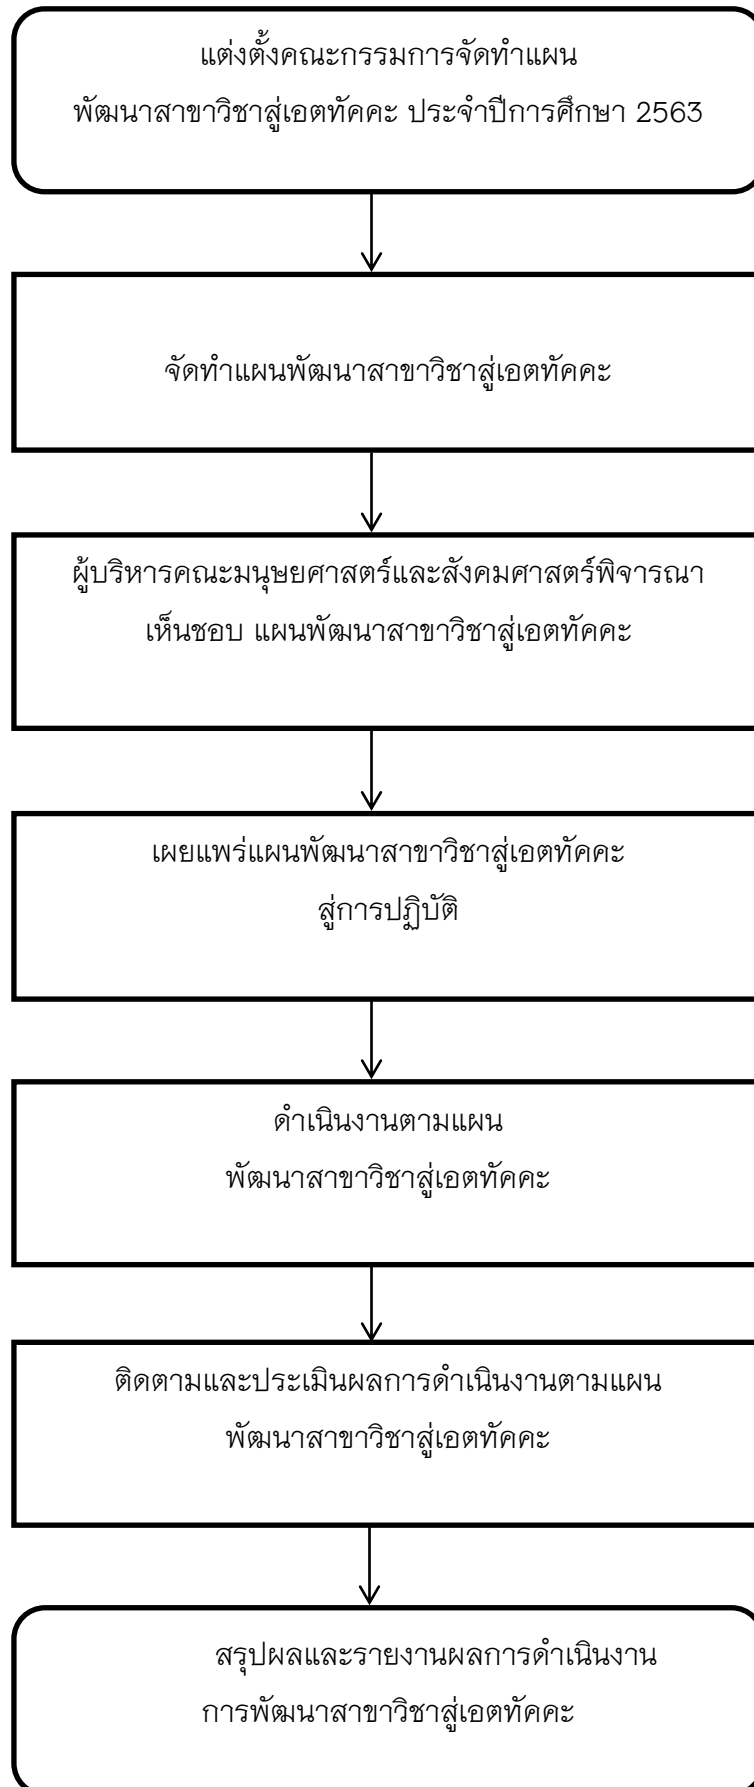 แต่งตั้งคณะกรรมการจัดทำแผน
พัฒนาสาขาวิชาสู่เอตทัคคะ ประจำปีการศึกษา 2563
จัดทำแผนพัฒนาสาขาวิชาสู่เอตทัคคะ
ผู้บริหารคณะมนุษยศาสตร์และสังคมศาสตร์พิจารณา
เห็นชอบ แผนพัฒนาสาขาวิชาสู่เอตทัคคะ
เผยแพร่แผนพัฒนาสาขาวิชาสู่เอตทัคคะ
สู่การปฏิบัติ
ดำเนินงานตามแผน
พัฒนาสาขาวิชาสู่เอตทัคคะ
ติดตามและประเมินผลการดำเนินงานตามแผน
พัฒนาสาขาวิชาสู่เอตทัคคะ
สรุปผลและรายงานผลการดำเนินงาน
การพัฒนาสาขาวิชาสู่เอตทัคคะ